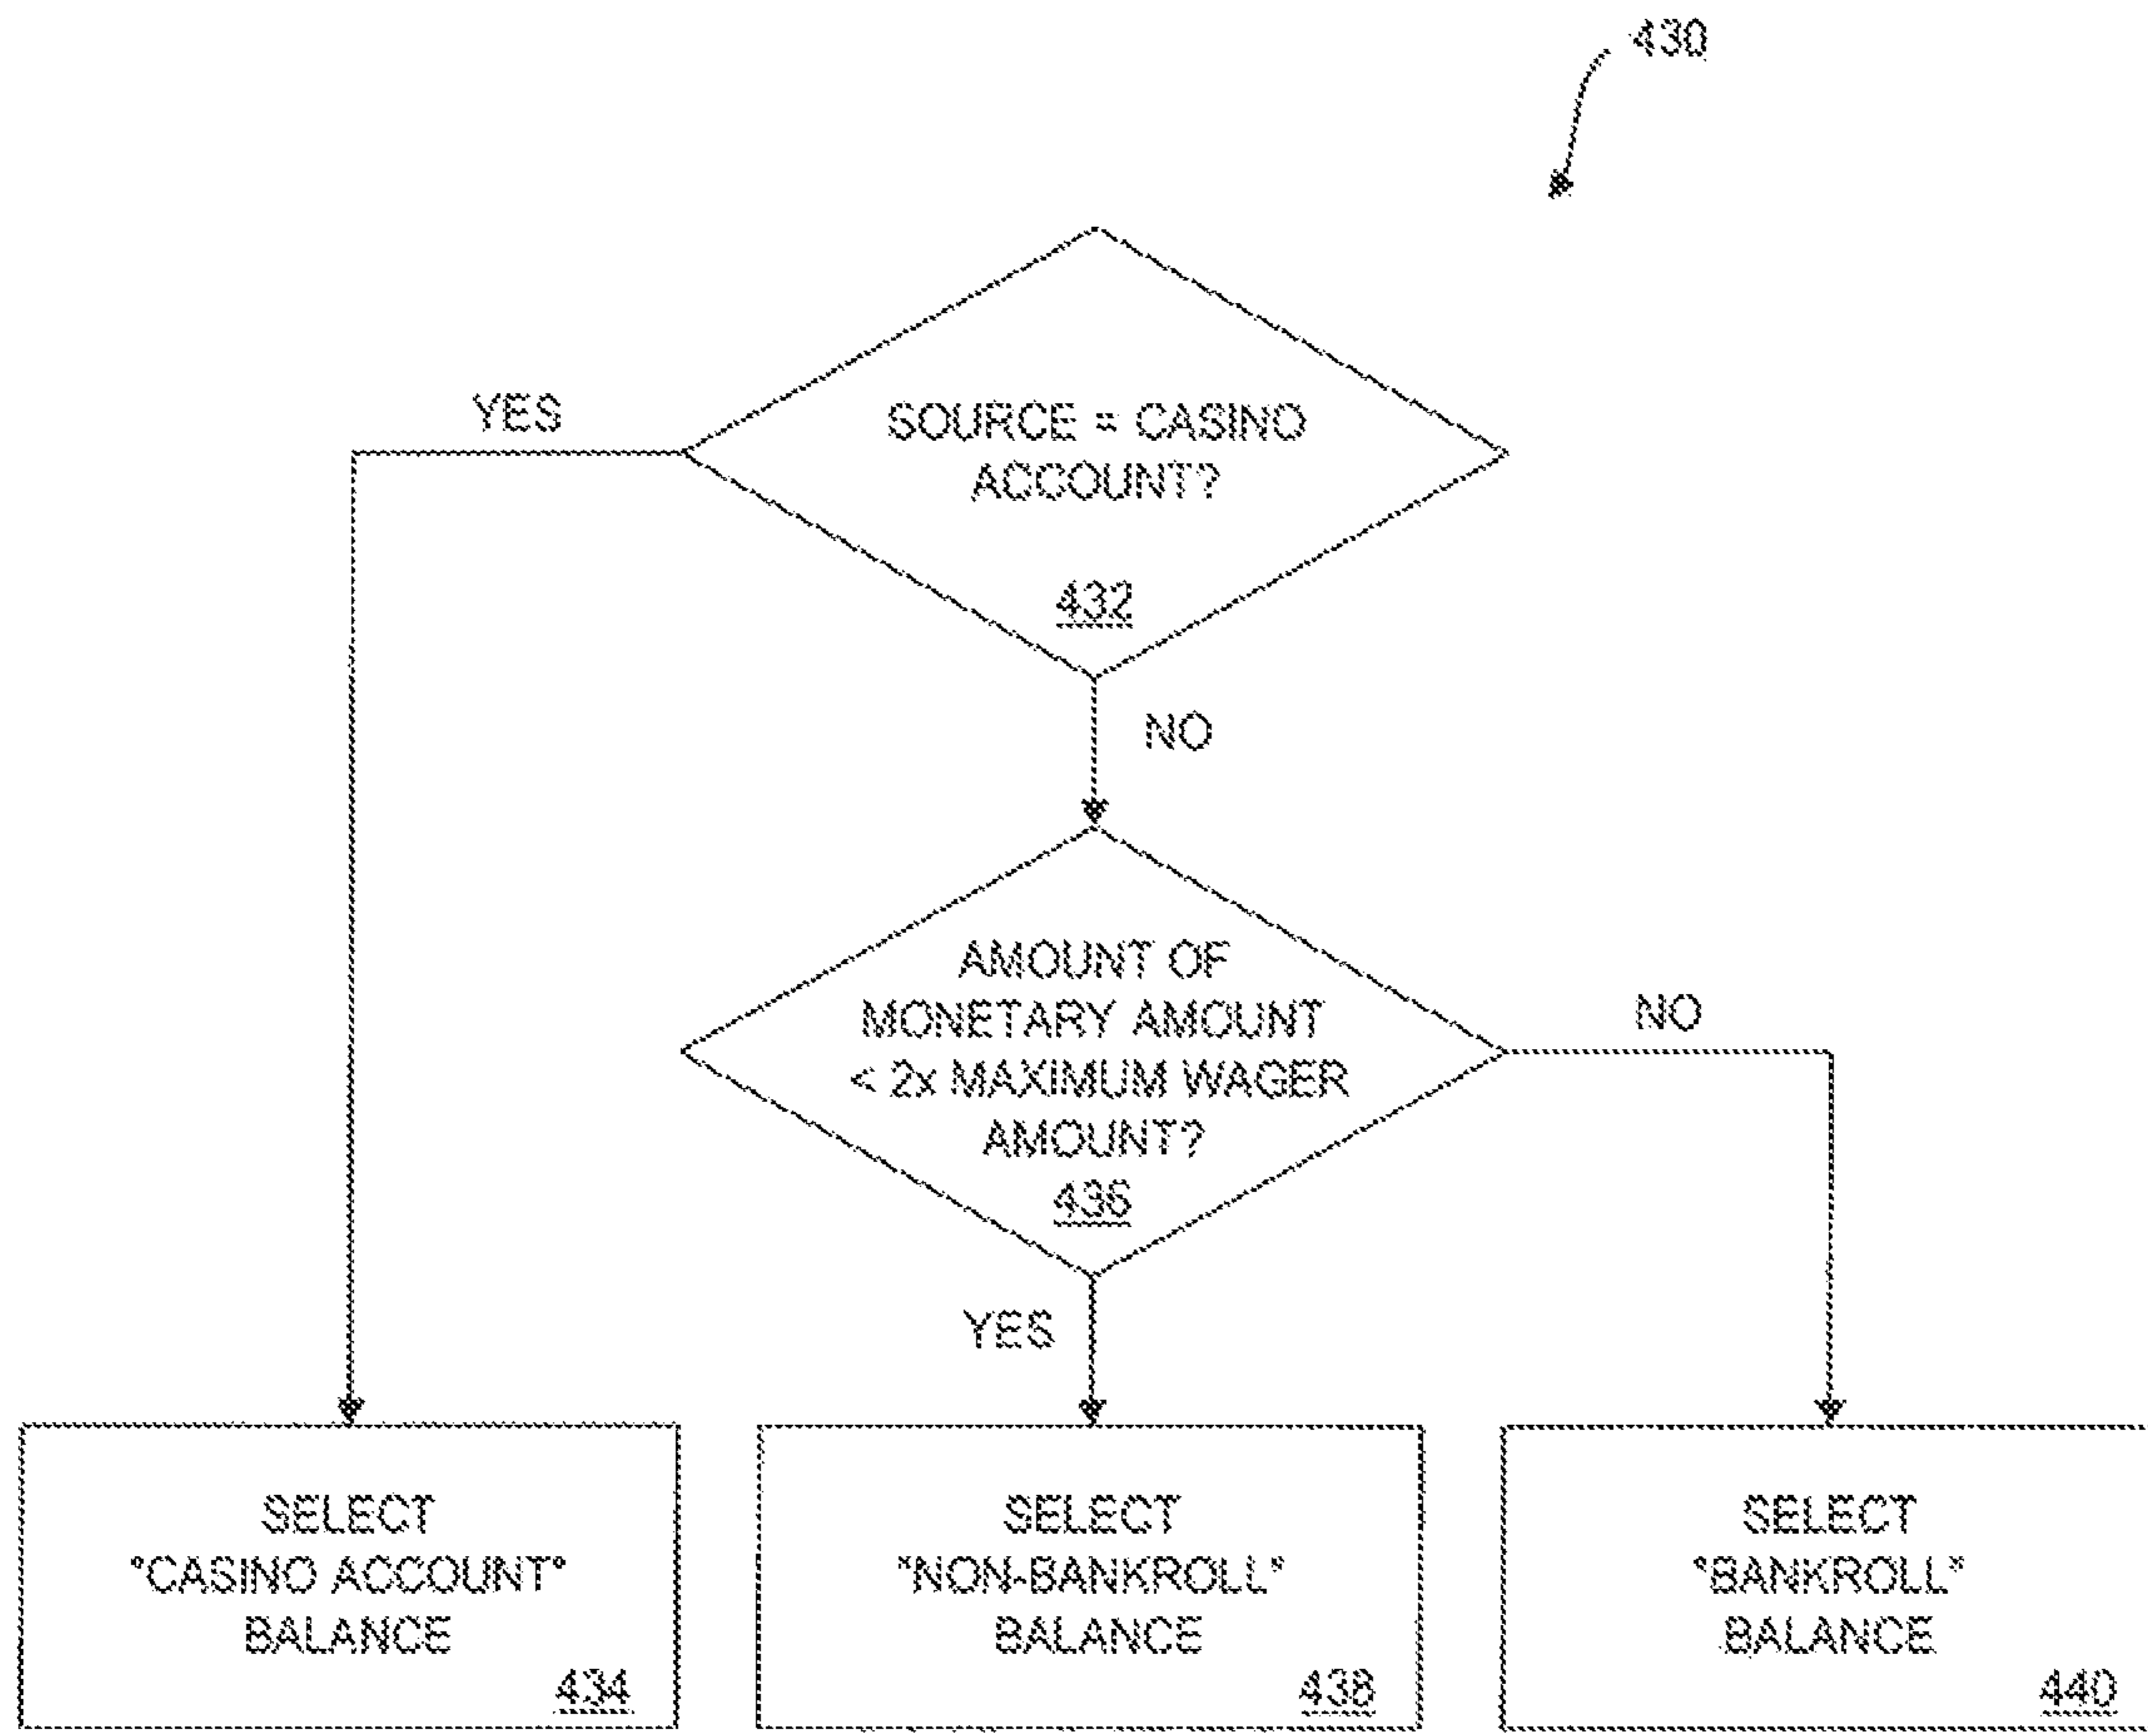 430
SOURCE = CASINO
ACCOUNT?
432
YES
NO
AMOUNT OF
MONETARY AMOUNT
< 2x MAXIMUM WAGER
AMOUNT?
436
NO
YES
SELECT
"CASINO ACCOUNT"
BALANCE
434
SELECT
"NON-BANKROLL"
BALANCE
438
SELECT
"BANKROLL"
BALANCE
440